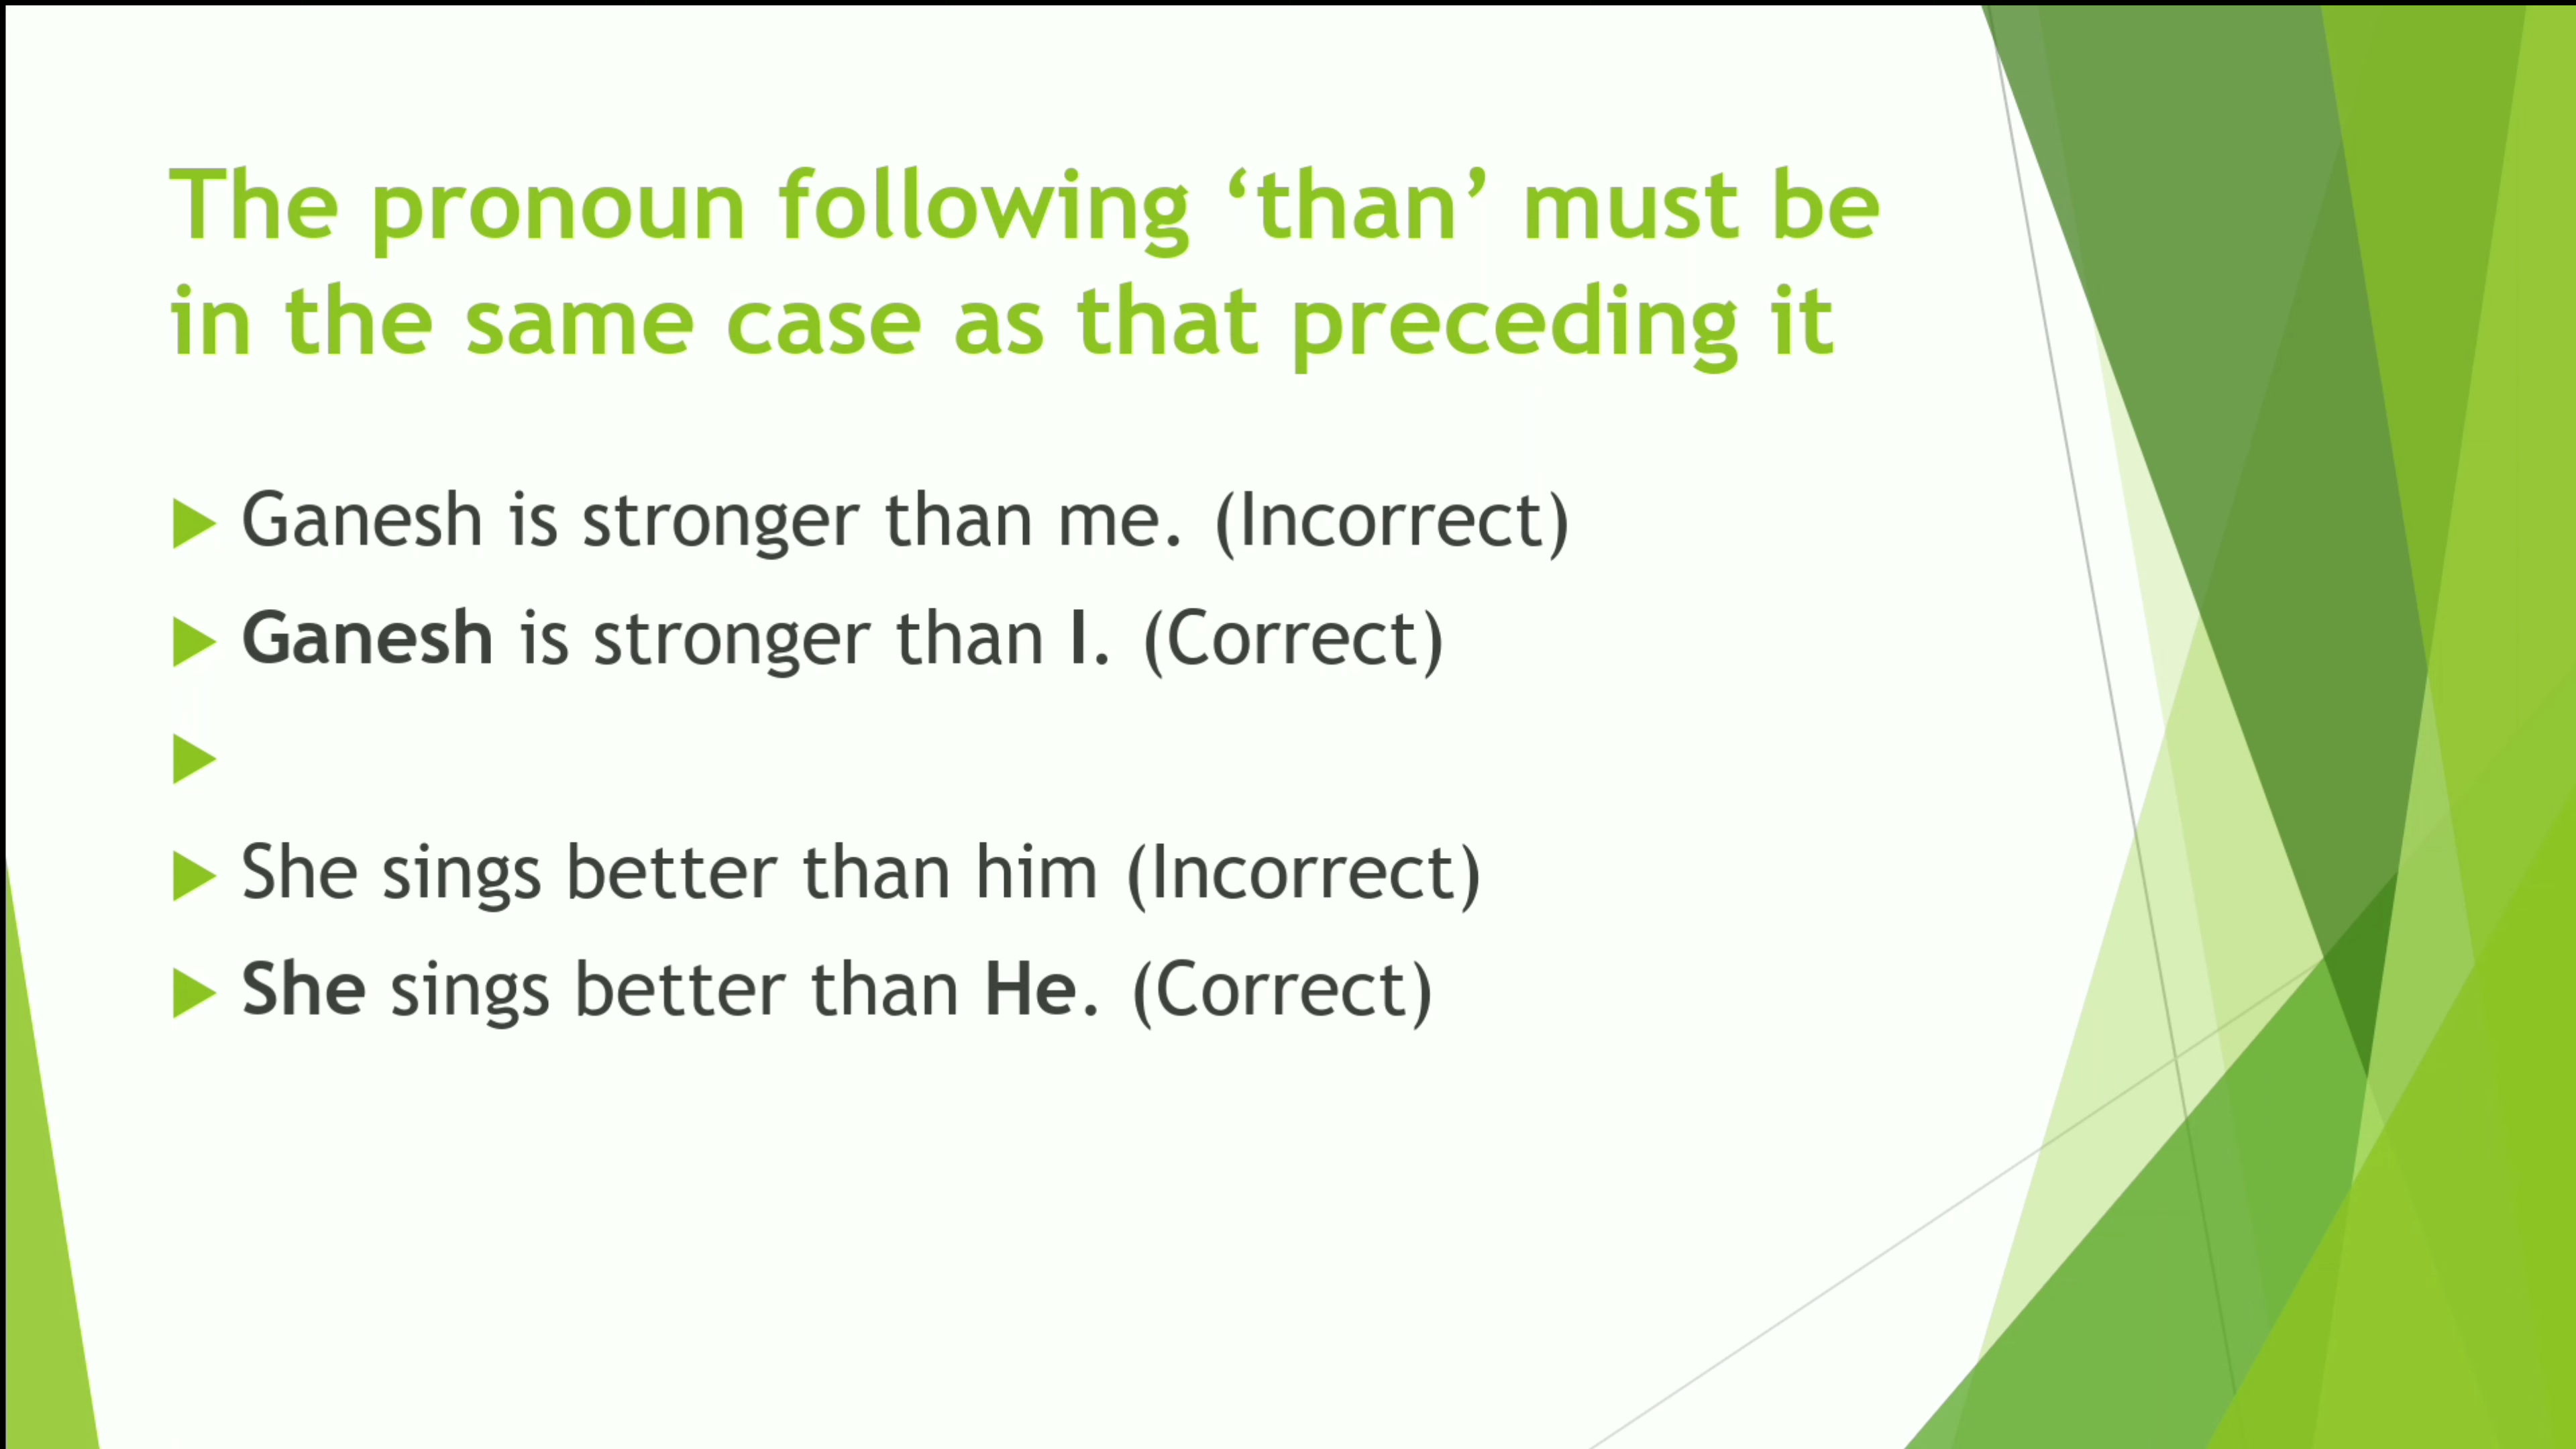 The pronoun following ‘than’ must be
in the same case as that preceding it
Ganesh is stronger than me. (Incorrect)
Ganesh is stronger than I. (Correct)
She sings better than him (Incorrect)
She sings better than He. (Correct)